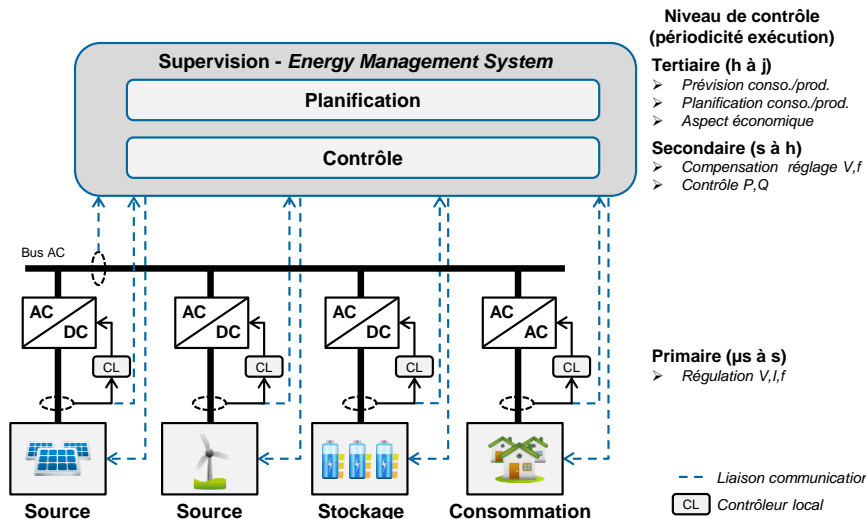 Niveau de contrôle
(périodicité exécution)
Supervision - Energy Management System
Planification
Contrôle
Tertiaire (h à j)
➢ Prévision conso./prod.
➢ Planification conso./prod.
➢ Aspect économique
Secondaire (s à h)
➢ Compensation réglage V,f
➢ Contrôle P,Q
Bus AC
AC
DC
CL
AC
DC
CL
AC
DC
CL
AC
AC
CL
Primaire (µs à s)
➢ Régulation V,I,f
Source
Source
Stockage
Consommation
Liaison communication
CL Contrôleur local